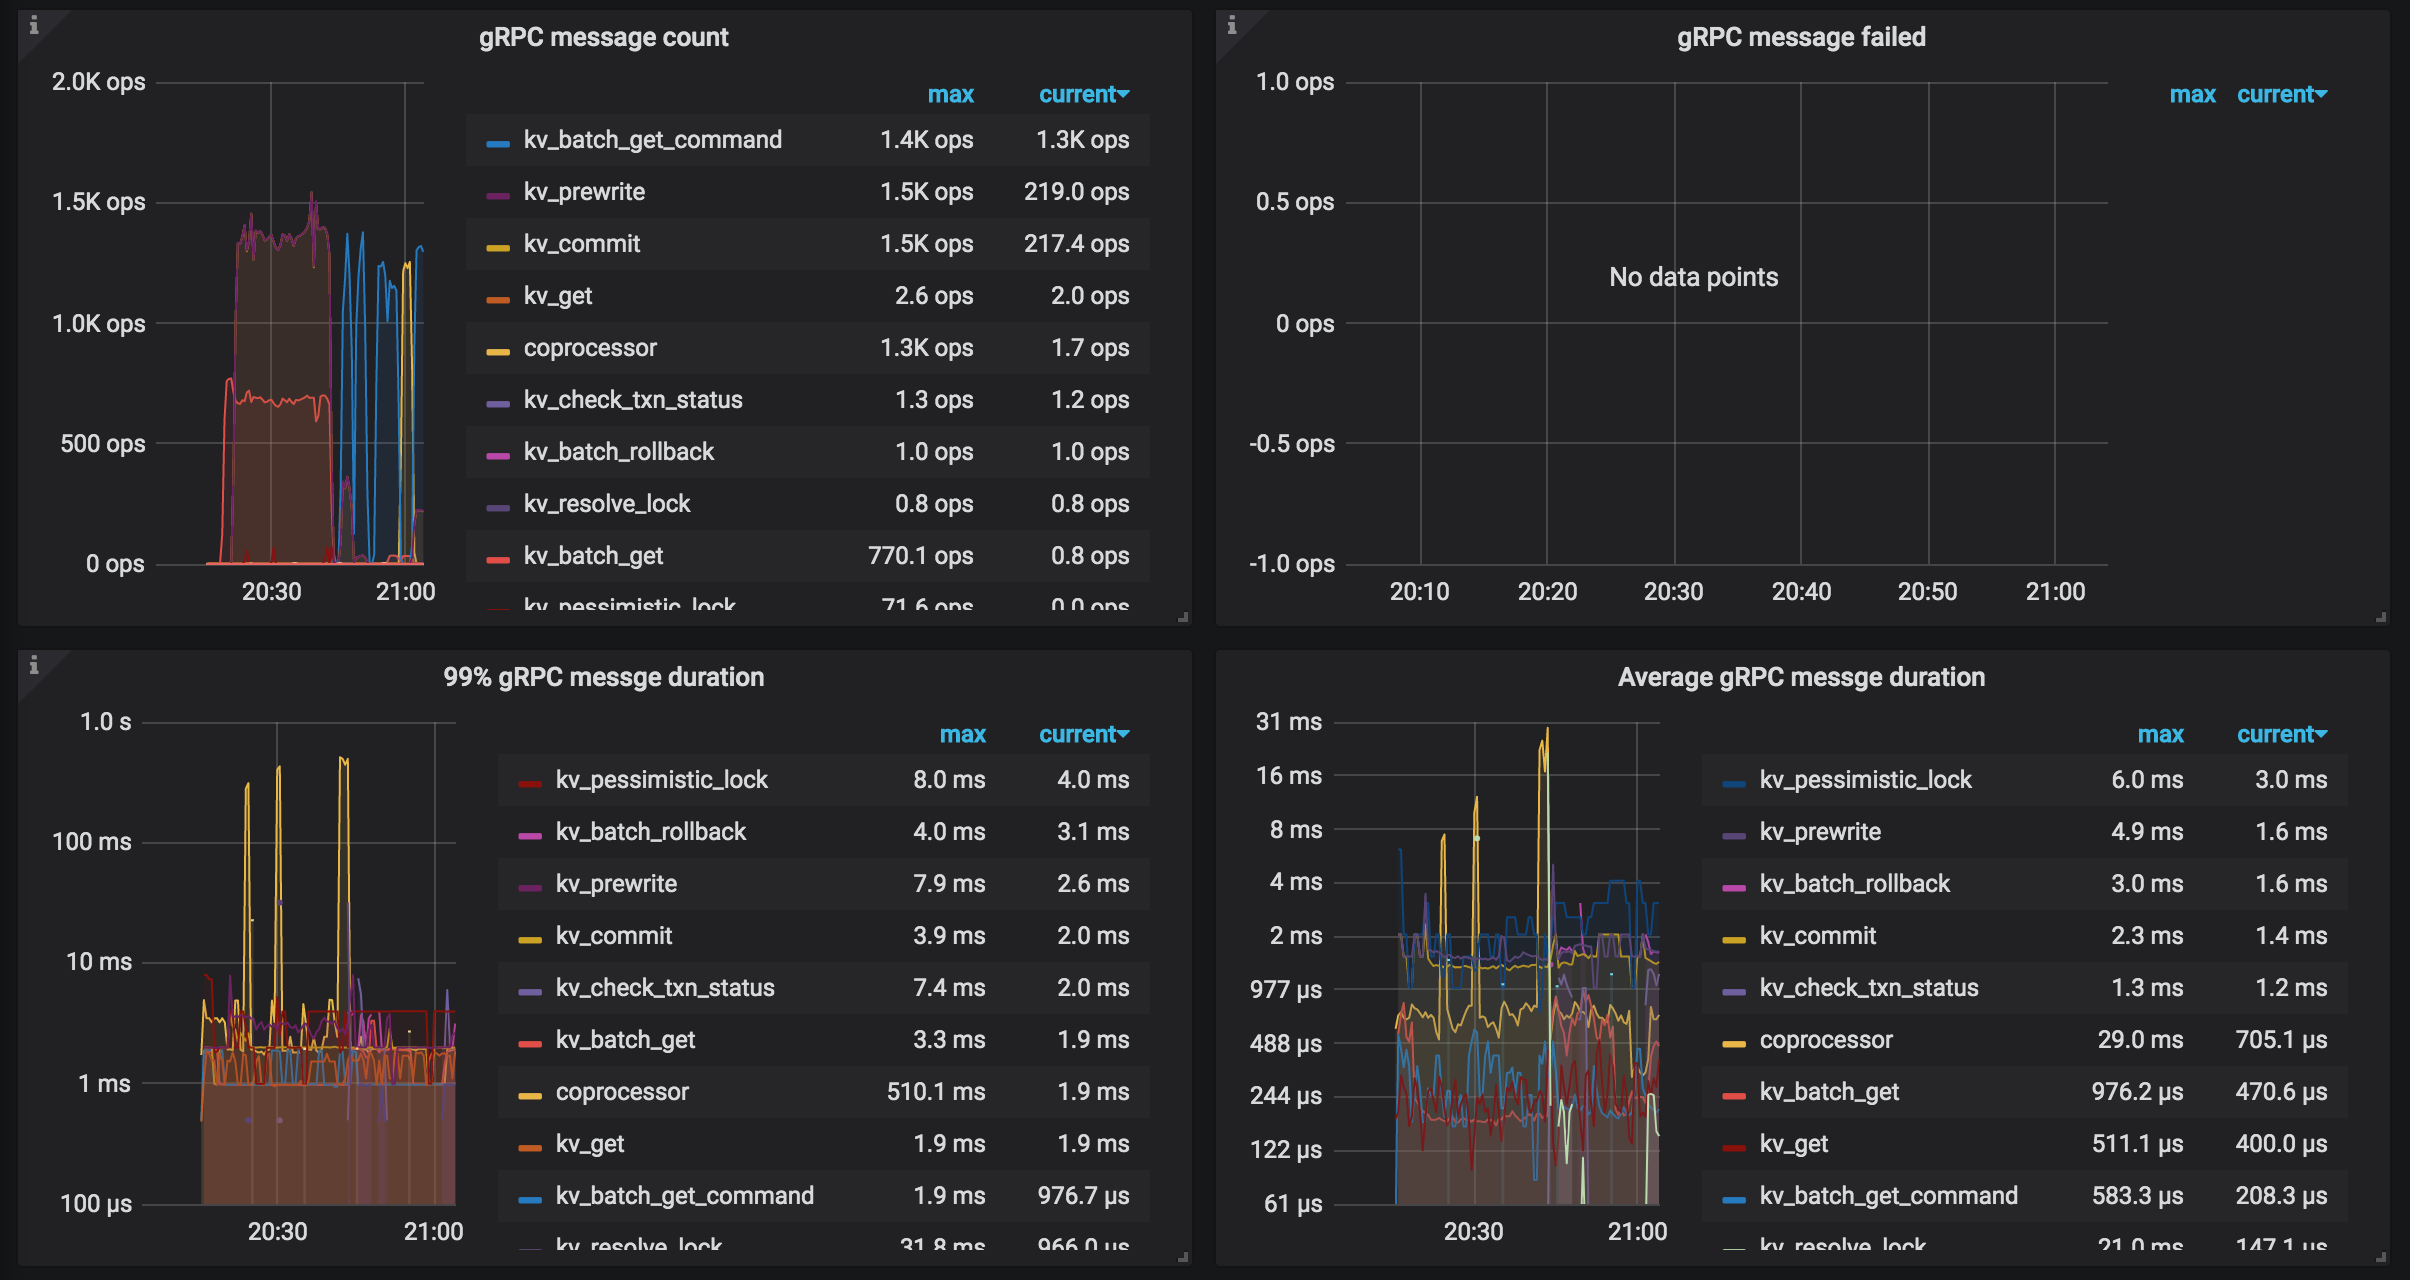 gRPC message count
2.0K ops
1.5K ops
1.0K ops
500 ops
0 ops
20:30 21:00
max current
kv_batch_get_command 1.4K ops 1.3K ops
kv_prewrite 1.5K ops 219.0 ops
kv_commit 1.5K ops 217.4 ops
kv_get 2.6 ops 2.0 ops
coprocessor 1.3K ops 1.7 ops
kv_check_txn_status 1.3 ops 1.2 ops
kv_batch_rollback 1.0 ops 1.0 ops
kv_resolve_lock 0.8 ops 0.8 ops
kv_batch_get 770.1 ops 0.8 ops
kv_pessimistic_lock 71.6 ops 0.0 ops
gRPC message failed
1.0 ops
0.5 ops
0 ops
-0.5 ops
-1.0 ops
20:10 20:20 20:30 20:40 20:50 21:00
No data points
max current
99% gRPC messge duration
1.0 s
100 ms
10 ms
1 ms
100 µs
20:30 21:00
max current
kv_pessimistic_lock 8.0 ms 4.0 ms
kv_batch_rollback 4.0 ms 3.1 ms
kv_prewrite 7.9 ms 2.6 ms
kv_commit 3.9 ms 2.0 ms
kv_check_txn_status 7.4 ms 2.0 ms
kv_batch_get 3.3 ms 1.9 ms
coprocessor 510.1 ms 1.9 ms
kv_get 1.9 ms 1.9 ms
kv_batch_get_command 1.9 ms 976.7 µs
kv_resolve_lock 31.8 ms 966.0 µs
Average gRPC messge duration
31 ms
16 ms
8 ms
4 ms
2 ms
977 µs
488 µs
244 µs
122 µs
61 µs
20:30 21:00
max current
kv_pessimistic_lock 6.0 ms 3.0 ms
kv_prewrite 4.9 ms 1.6 ms
kv_batch_rollback 3.0 ms 1.6 ms
kv_commit 2.3 ms 1.4 ms
kv_check_txn_status 1.3 ms 1.2 ms
coprocessor 29.0 ms 705.1 µs
kv_batch_get 976.2 µs 470.6 µs
kv_get 511.1 µs 400.0 µs
kv_batch_get_command 583.3 µs 208.3 µs
kv_resolve_lock 21.0 ms 147.1 µs